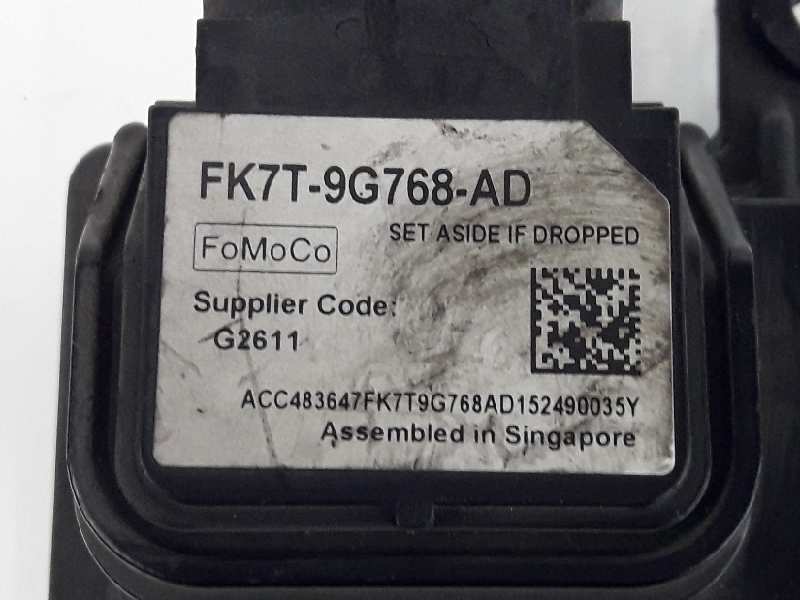 FK7T-9G768-AD
FoMoCo
SET ASIDE IF DROPPED
Supplier Code:
G2611
ACC483647FK7T9G768AD152490035Y
Assembled in Singapore